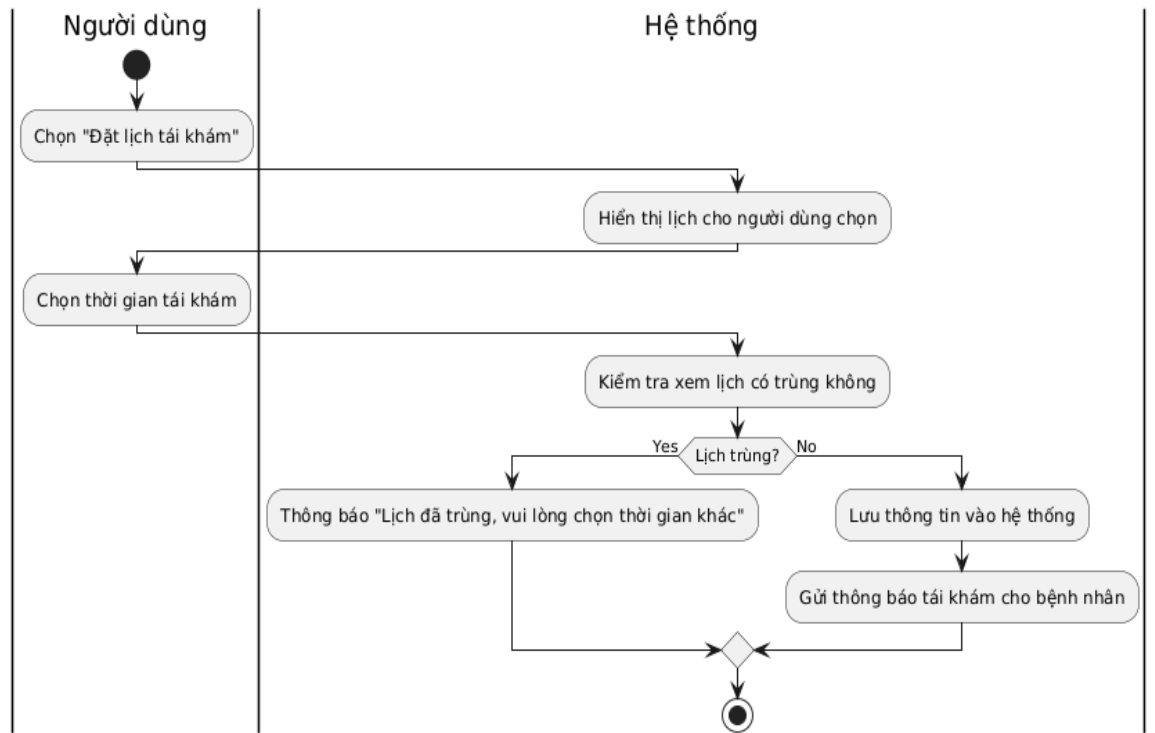 Người dùng
Hệ thống
Chọn "Đặt lịch tái khám"
Hiển thị lịch cho người dùng chọn
Chọn thời gian tái khám
Kiểm tra xem lịch có trùng không
Yes
Lịch trùng?
No
Thông báo "Lịch đã trùng, vui lòng chọn thời gian khác"
Lưu thông tin vào hệ thống
Gửi thông báo tái khám cho bệnh nhân